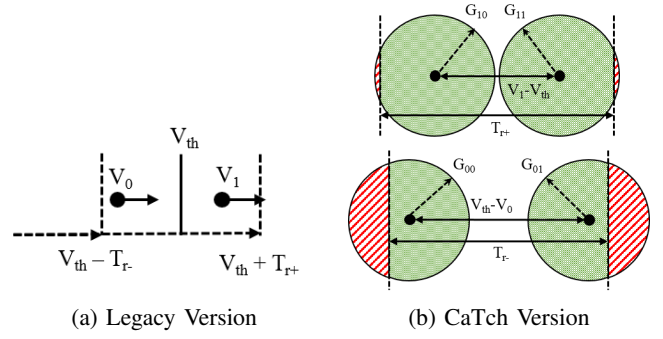 V_th
V_0
V_1
V_th − T_r-
V_th + T_r+
(a) Legacy Version
G_10
G_11
V_1-V_th
T_r+
G_00
G_01
V_th-V_0
T_r-
(b) CaTch Version